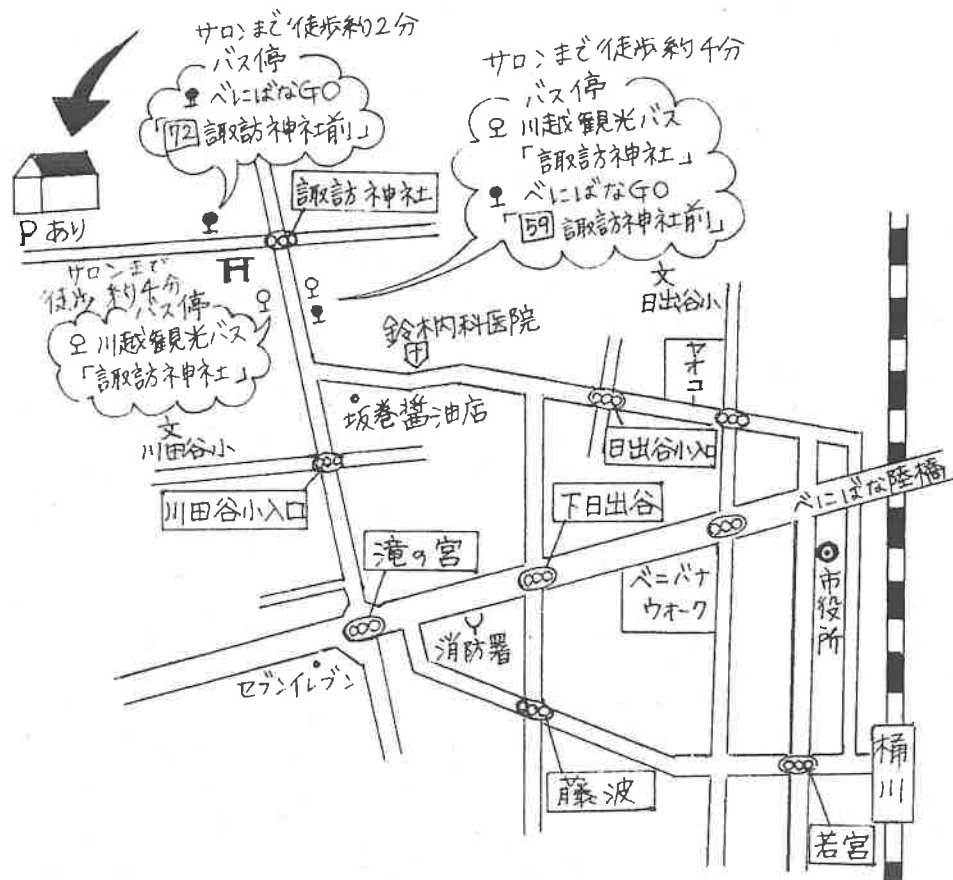 サロンまで徒歩約2分
バス停
べにばなGO
「72 諏訪神社前」
サロンまで徒歩約4分
バス停
川越観光バス
「諏訪神社」
べにばなGO
「59 諏訪神社前」
Pあり
諏訪神社
サロンまで
徒歩約4分
バス停
川越観光バス
「諏訪神社」
文
日出谷小
鈴木内科医院
ヤオコー
坂巻醤油店
文
川田谷小
日出谷小入口
川田谷小入口
下日出谷
べにばな陸橋
滝の宮
ベニバナ
ウォーク
市役所
消防署
セブンイレブン
桶川
藤波
若宮